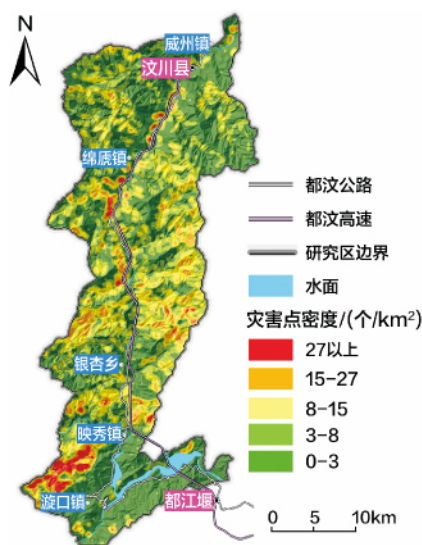 N
威州镇
汶川县
绵虒镇
都汶公路
都汶高速
研究区边界
水面
灾害点密度/(个/km²)
27以上
银杏乡
15-27
8-15
3-8
映秀镇
0-3
漩口镇
都江堰
0 5 10km